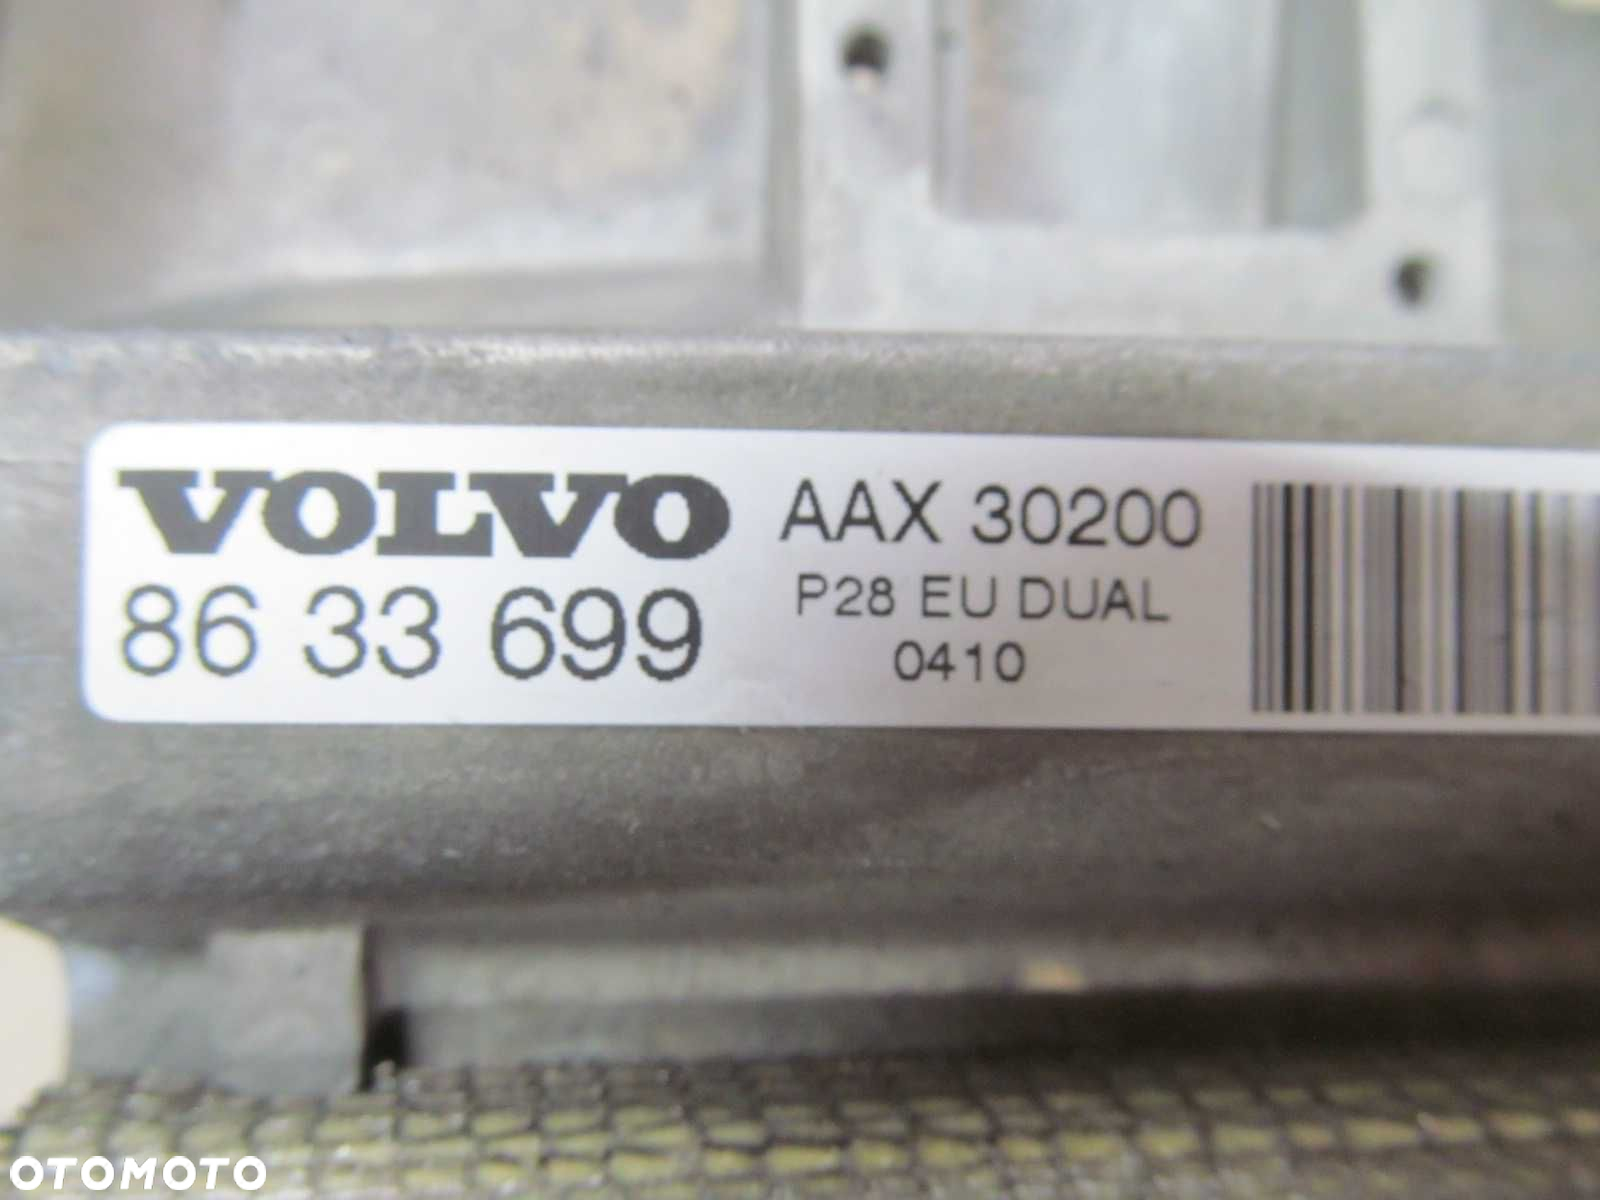 VOLVO AAX 30200
86 33 699 P28 EU DUAL
0410
OTOMOTO